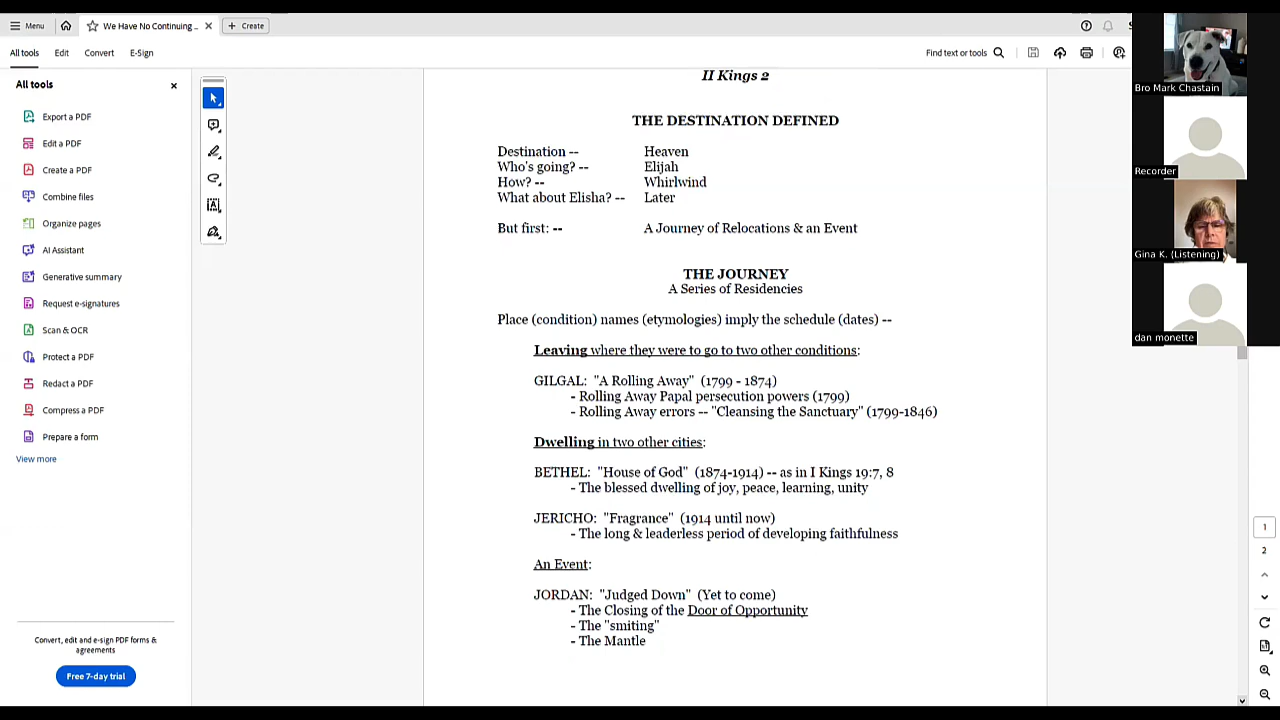 Menu
We Have No Continuing ...
Create
All tools
Edit
Convert
E-Sign
Find text or tools
All tools
Export a PDF
Edit a PDF
Create a PDF
Combine files
Organize pages
AI Assistant
Generative summary
Request e-signatures
Scan & OCR
Protect a PDF
Redact a PDF
Compress a PDF
Prepare a form
View more
Convert, edit and e-sign PDF forms &
agreements
Free 7-day trial
II Kings 2
THE DESTINATION DEFINED
Destination -- Heaven
Who's going? -- Elijah
How? -- Whirlwind
What about Elisha? -- Later
But first: -- A Journey of Relocations & an Event
THE JOURNEY
A Series of Residencies
Place (condition) names (etymologies) imply the schedule (dates) --
Leaving where they were to go to two other conditions:
GILGAL: "A Rolling Away" (1799 - 1874)
- Rolling Away Papal persecution powers (1799)
- Rolling Away errors -- "Cleansing the Sanctuary" (1799-1846)
Dwelling in two other cities:
BETHEL: "House of God" (1874-1914) -- as in I Kings 19:7, 8
- The blessed dwelling of joy, peace, learning, unity
JERICHO: "Fragrance" (1914 until now)
- The long & leaderless period of developing faithfulness
An Event:
JORDAN: "Judged Down" (Yet to come)
- The Closing of the Door of Opportunity
- The "smiting"
- The Mantle
Bro Mark Chastain
Recorder
Gina K. (Listening)
dan monette
1
2